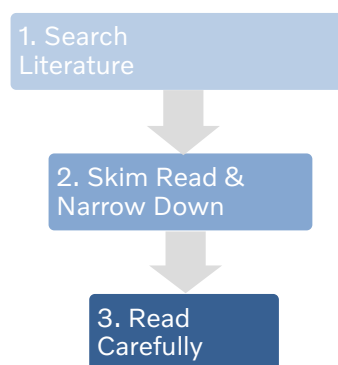 1. Search
Literature
2. Skim Read &
Narrow Down
3. Read
Carefully